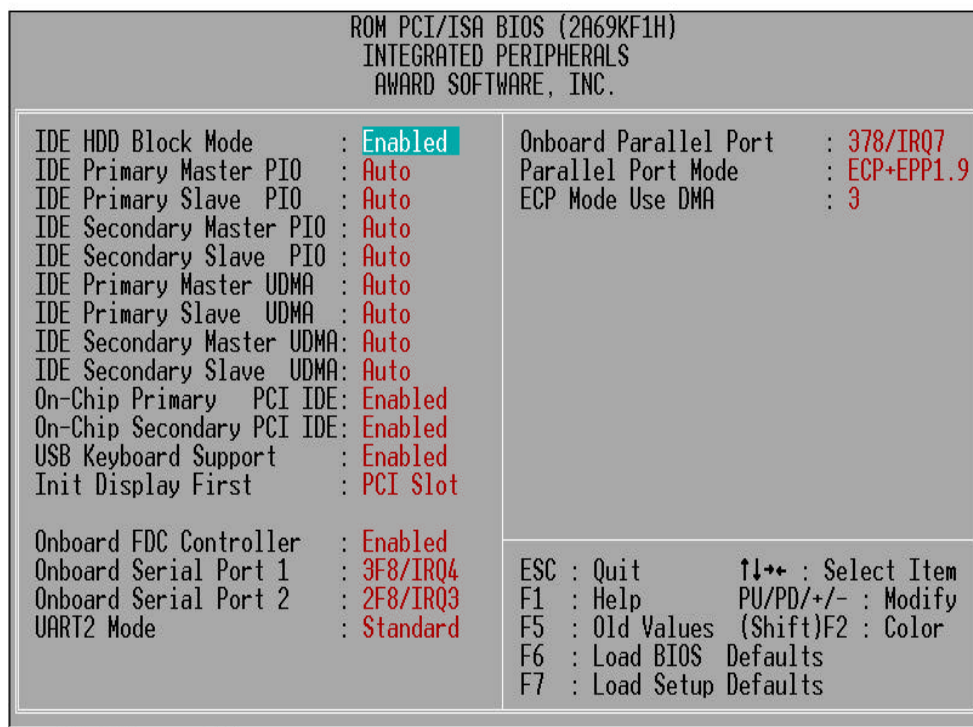 ROM PCI/ISA BIOS (2A69KF1H)
INTEGRATED PERIPHERALS
AWARD SOFTWARE, INC.
IDE HDD Block Mode : Enabled
IDE Primary Master PIO : Auto
IDE Primary Slave PIO : Auto
IDE Secondary Master PIO : Auto
IDE Secondary Slave PIO : Auto
IDE Primary Master UDMA : Auto
IDE Primary Slave UDMA : Auto
IDE Secondary Master UDMA: Auto
IDE Secondary Slave UDMA: Auto
On-Chip Primary PCI IDE: Enabled
On-Chip Secondary PCI IDE: Enabled
USB Keyboard Support : Enabled
Init Display First : PCI Slot
Onboard FDC Controller : Enabled
Onboard Serial Port 1 : 3F8/IRQ4
Onboard Serial Port 2 : 2F8/IRQ3
UART2 Mode : Standard
Onboard Parallel Port : 378/IRQ7
Parallel Port Mode : ECP+EPP1.9
ECP Mode Use DMA : 3
ESC : Quit ↑↓→← : Select Item
F1 : Help PU/PD/+/- : Modify
F5 : Old Values (Shift)F2 : Color
F6 : Load BIOS Defaults
F7 : Load Setup Defaults